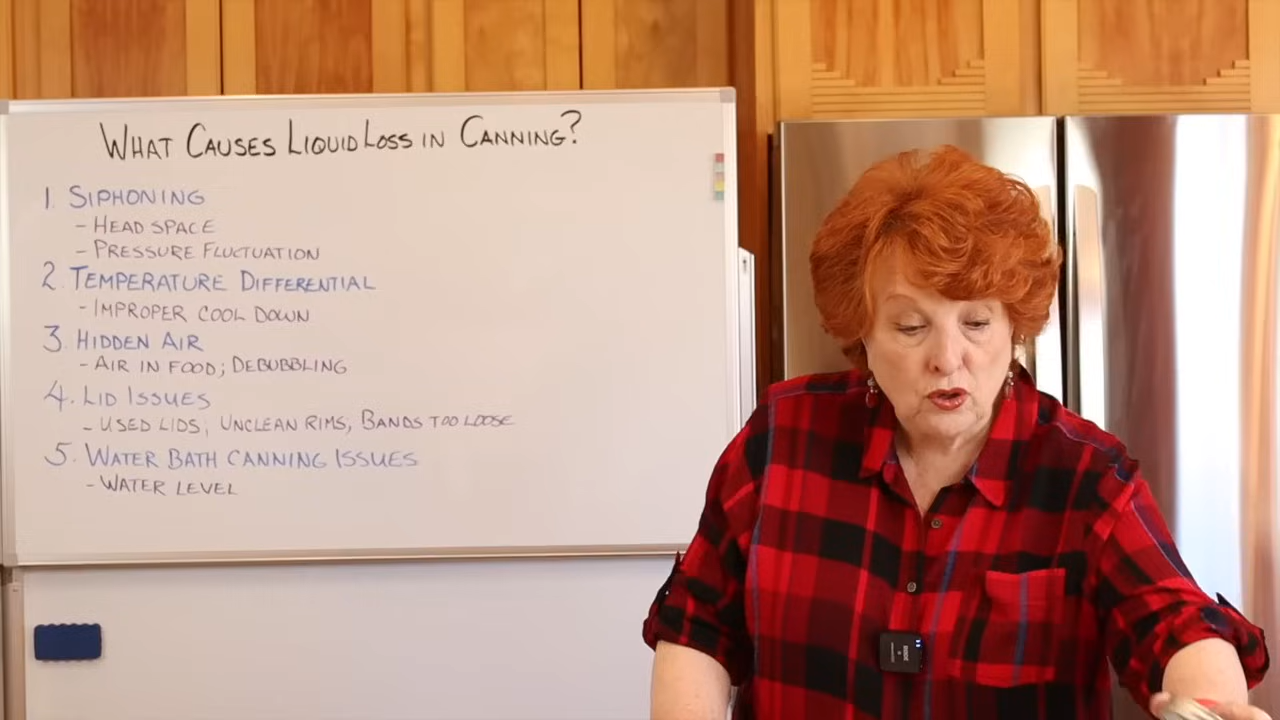 WHAT CAUSES LIQUID LOSS IN CANNING?
1. SIPHONING
- HEAD SPACE
- PRESSURE FLUCTUATION
2. TEMPERATURE DIFFERENTIAL
- IMPROPER COOL DOWN
3. HIDDEN AIR
- AIR IN FOOD; DEBUBBLING
4. LID ISSUES
- USED LIDS; UNCLEAN RIMS; BANDS TOO LOOSE
5. WATER BATH CANNING ISSUES
- WATER LEVEL
RODE